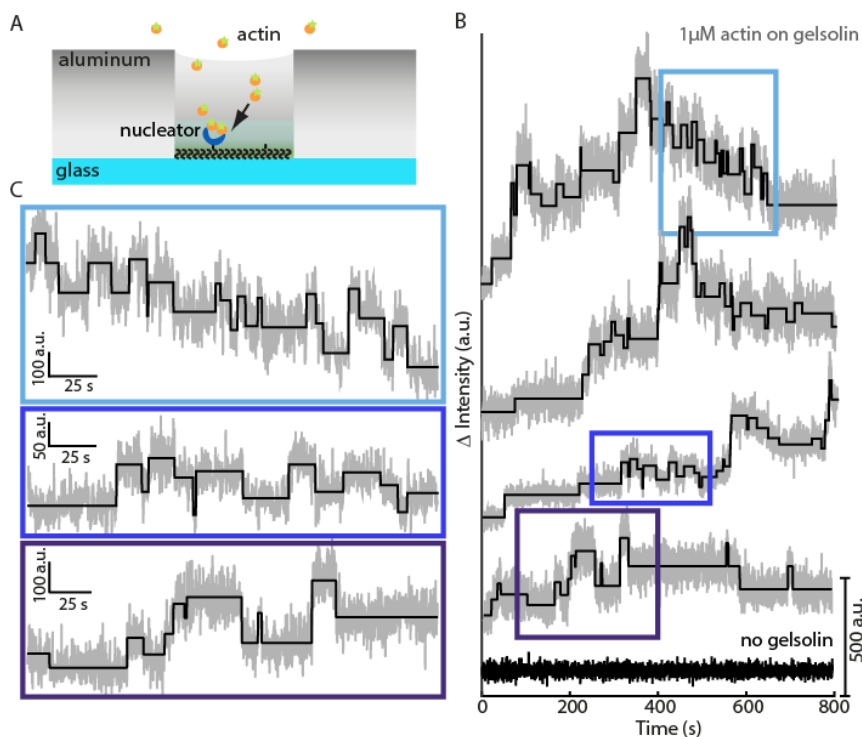 A
actin
aluminum
nucleator
glass
B
1μM actin on gelsolin
Δ Intensity (a.u.)
no gelsolin
500 a.u.
0
200
400
600
800
Time (s)
C
100 a.u.
25 s
50 a.u.
25 s
100 a.u.
25 s